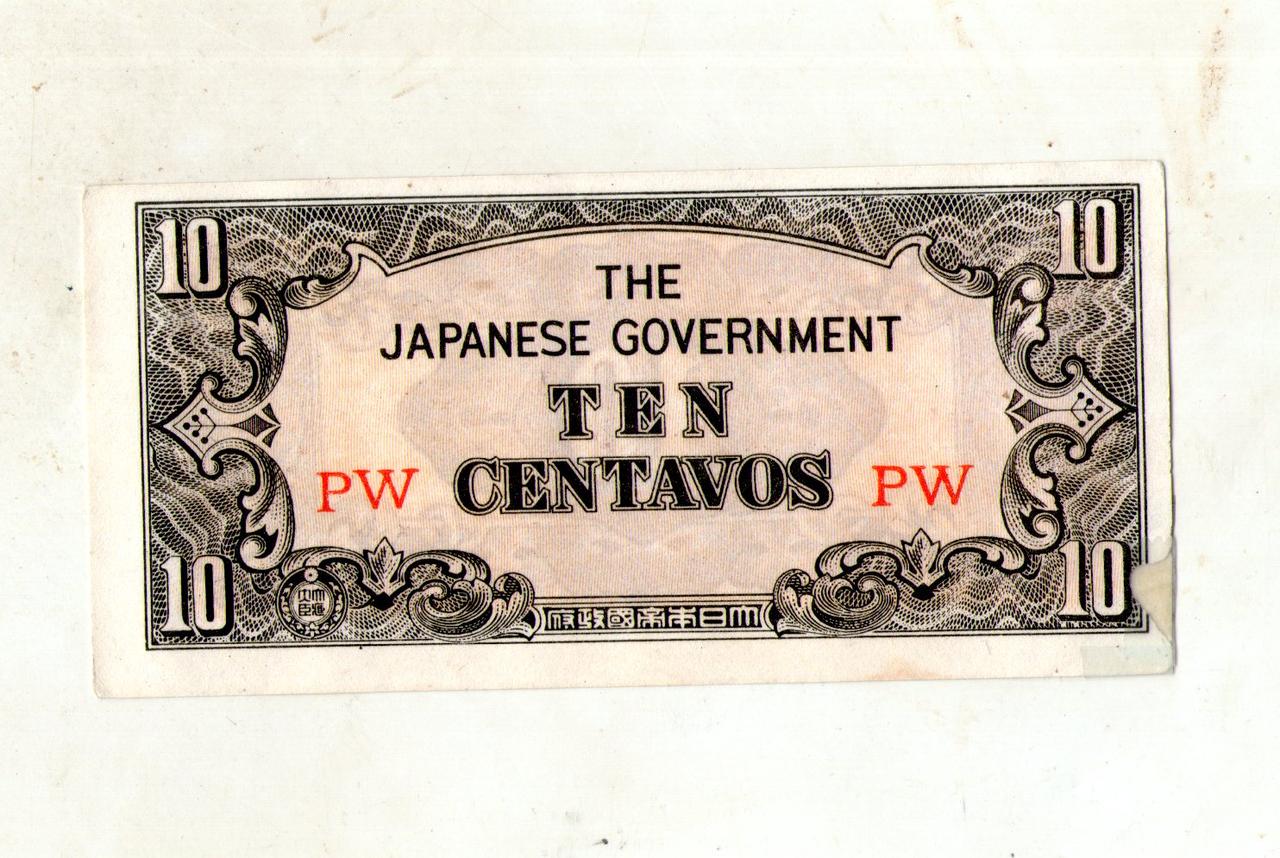 10 10
THE
JAPANESE GOVERNMENT
TEN
PW CENTAVOS PW
10 10
府政國帝本日大